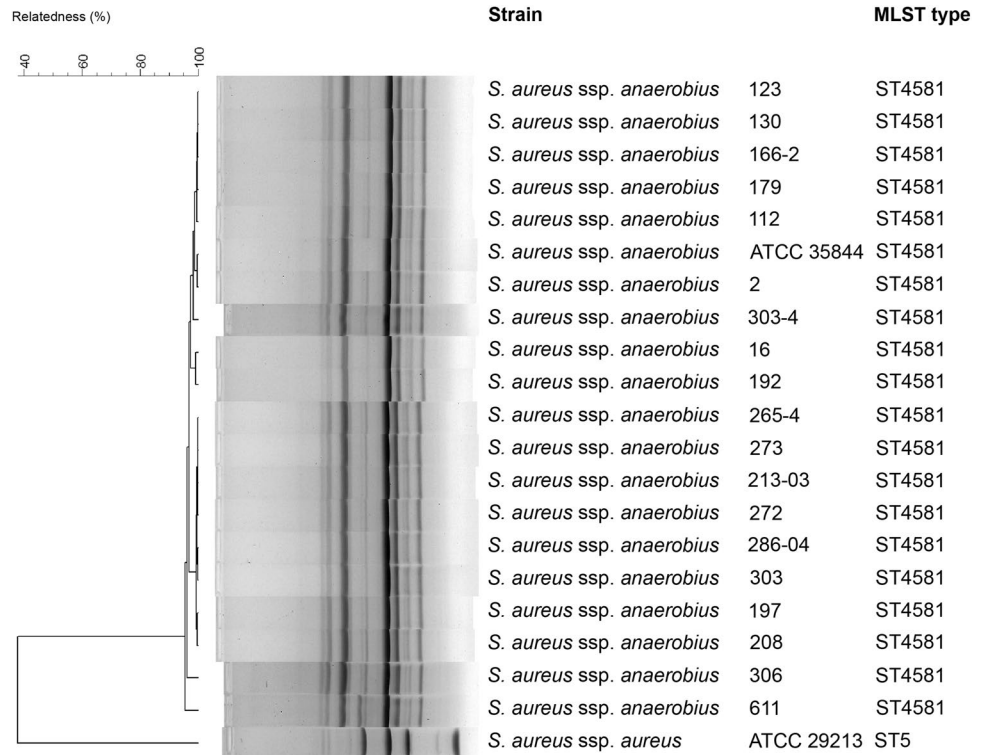 Relatedness (%)
Strain MLST type
40 60 80 100
S. aureus ssp. anaerobius 123 ST4581
S. aureus ssp. anaerobius 130 ST4581
S. aureus ssp. anaerobius 166-2 ST4581
S. aureus ssp. anaerobius 179 ST4581
S. aureus ssp. anaerobius 112 ST4581
S. aureus ssp. anaerobius ATCC 35844 ST4581
S. aureus ssp. anaerobius 2 ST4581
S. aureus ssp. anaerobius 303-4 ST4581
S. aureus ssp. anaerobius 16 ST4581
S. aureus ssp. anaerobius 192 ST4581
S. aureus ssp. anaerobius 265-4 ST4581
S. aureus ssp. anaerobius 273 ST4581
S. aureus ssp. anaerobius 213-03 ST4581
S. aureus ssp. anaerobius 272 ST4581
S. aureus ssp. anaerobius 286-04 ST4581
S. aureus ssp. anaerobius 303 ST4581
S. aureus ssp. anaerobius 197 ST4581
S. aureus ssp. anaerobius 208 ST4581
S. aureus ssp. anaerobius 306 ST4581
S. aureus ssp. anaerobius 611 ST4581
S. aureus ssp. aureus ATCC 29213 ST5